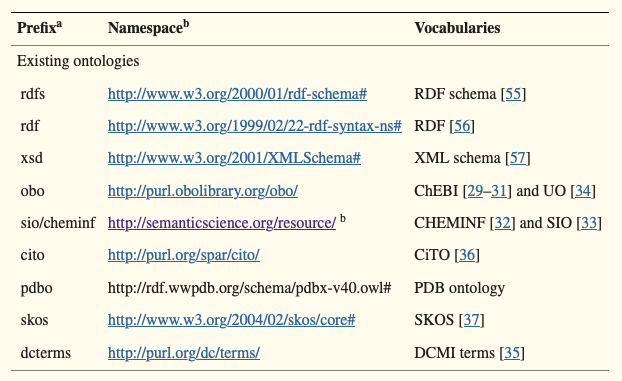 Prefixa Namespaceb Vocabularies
Existing ontologies
rdfs http://www.w3.org/2000/01/rdf-schema# RDF schema [55]
rdf http://www.w3.org/1999/02/22-rdf-syntax-ns# RDF [56]
xsd http://www.w3.org/2001/XMLSchema# XML schema [57]
obo http://purl.obolibrary.org/obo/ ChEBI [29–31] and UO [34]
sio/cheminf http://semanticscience.org/resource/ b CHEMINF [32] and SIO [33]
cito http://purl.org/spar/cito/ CiTO [36]
pdbo http://rdf.wwpdb.org/schema/pdbx-v40.owl# PDB ontology
skos http://www.w3.org/2004/02/skos/core# SKOS [37]
dcterms http://purl.org/dc/terms/ DCMI terms [35]